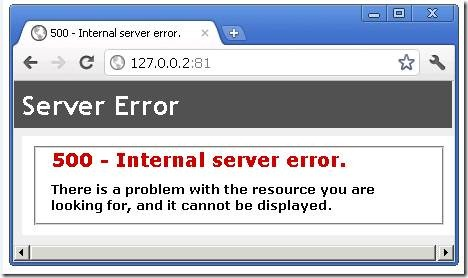 500 - Internal server error.
127.0.0.2:81
Server Error
500 - Internal server error.
There is a problem with the resource you are
looking for, and it cannot be displayed.